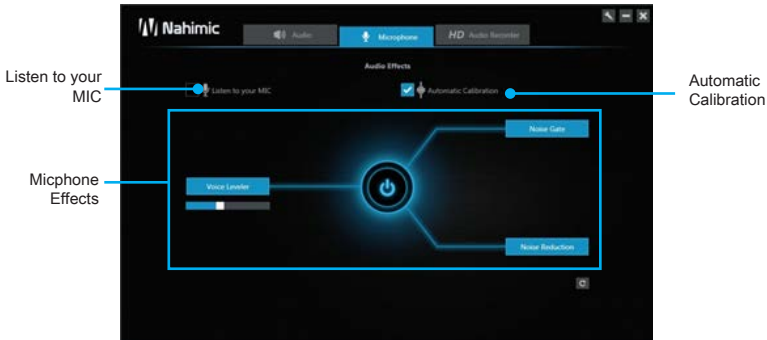 Nahimic
Audio
Microphone
HD Audio Recorder
Audio Effects
Listen to your MIC
Listen to your MIC
Automatic Calibration
Automatic
Calibration
Noise Gate
Micphone
Effects
Voice Leveler
Noise Reduction